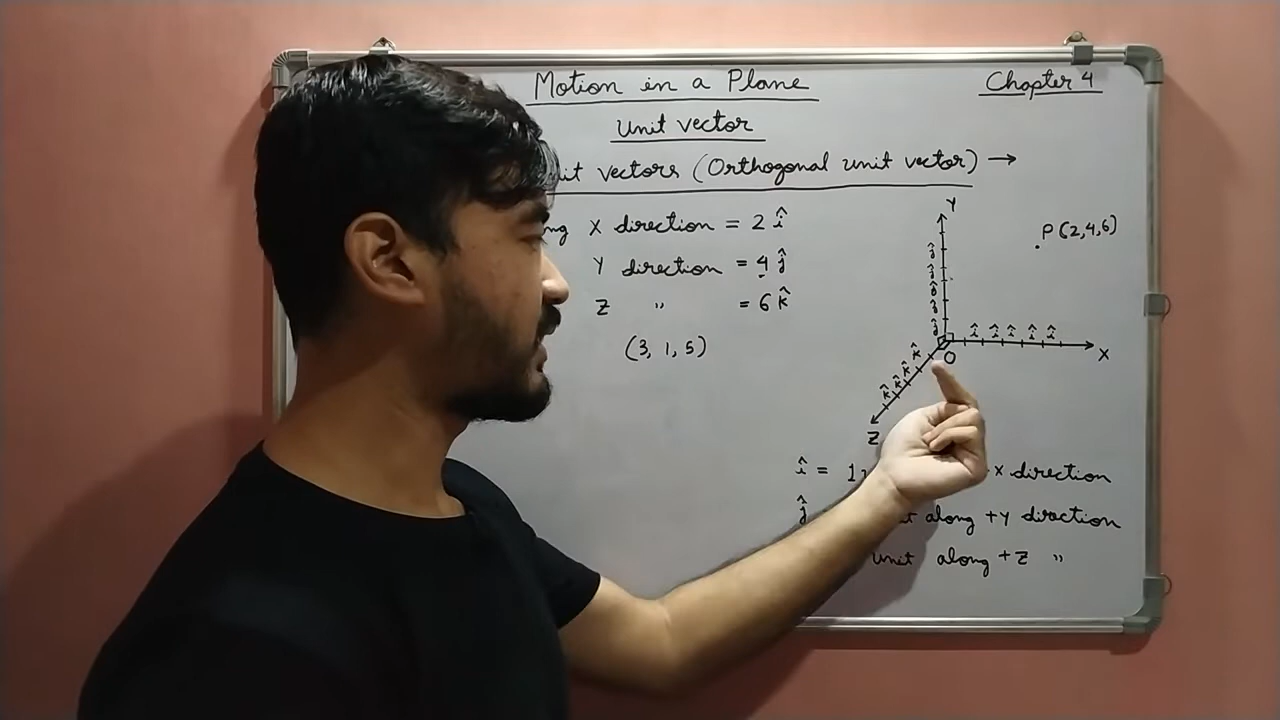 Motion in a Plane
Chapter 4
Unit vector
vectors (Orthogonal unit vector) →
X direction = 2 î
Y direction = 4 ĵ
Z " = 6 k̂
(3, 1, 5)
Y
P (2,4,6)
ĵ
ĵ
ĵ
ĵ
ĵ
î î î î î
X
O
k̂ k̂ k̂ k̂
Z
î = 1 X direction
ĵ along +Y direction
unit along +Z "